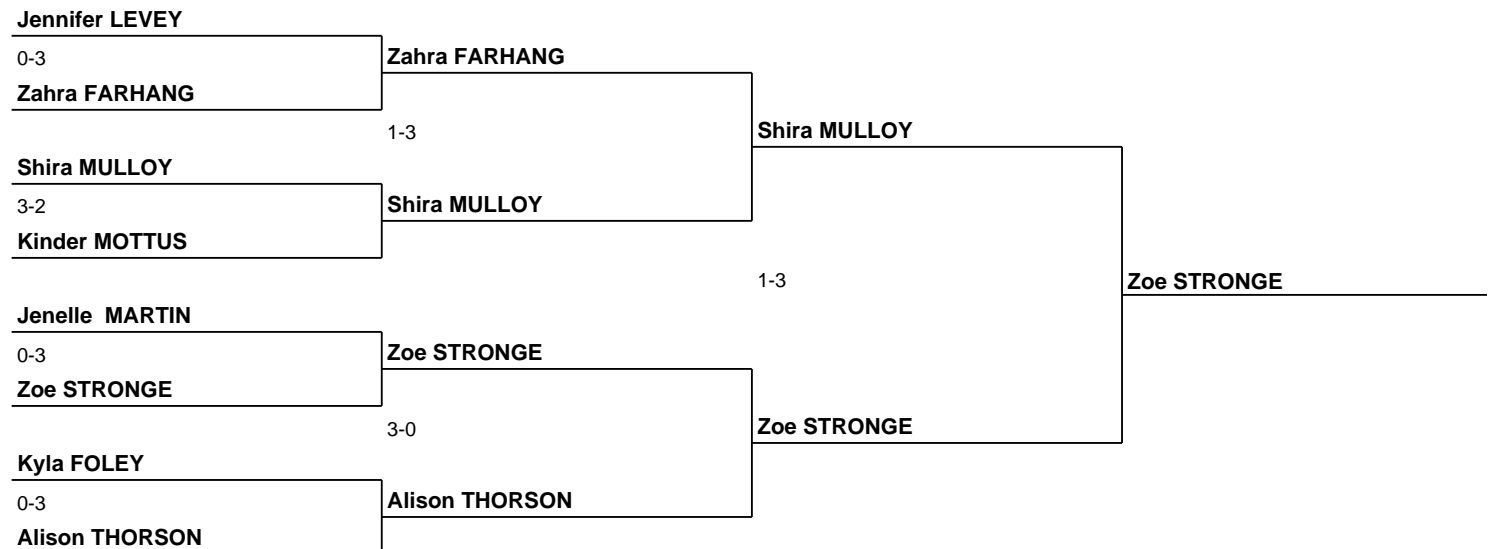 Jennifer LEVEY
0-3
Zahra FARHANG
Zahra FARHANG
1-3
Shira MULLOY
Shira MULLOY
3-2
Shira MULLOY
Kinder MOTTUS
1-3
Zoe STRONGE
Jenelle  MARTIN
0-3
Zoe STRONGE
Zoe STRONGE
3-0
Zoe STRONGE
Kyla FOLEY
0-3
Alison THORSON
Alison THORSON